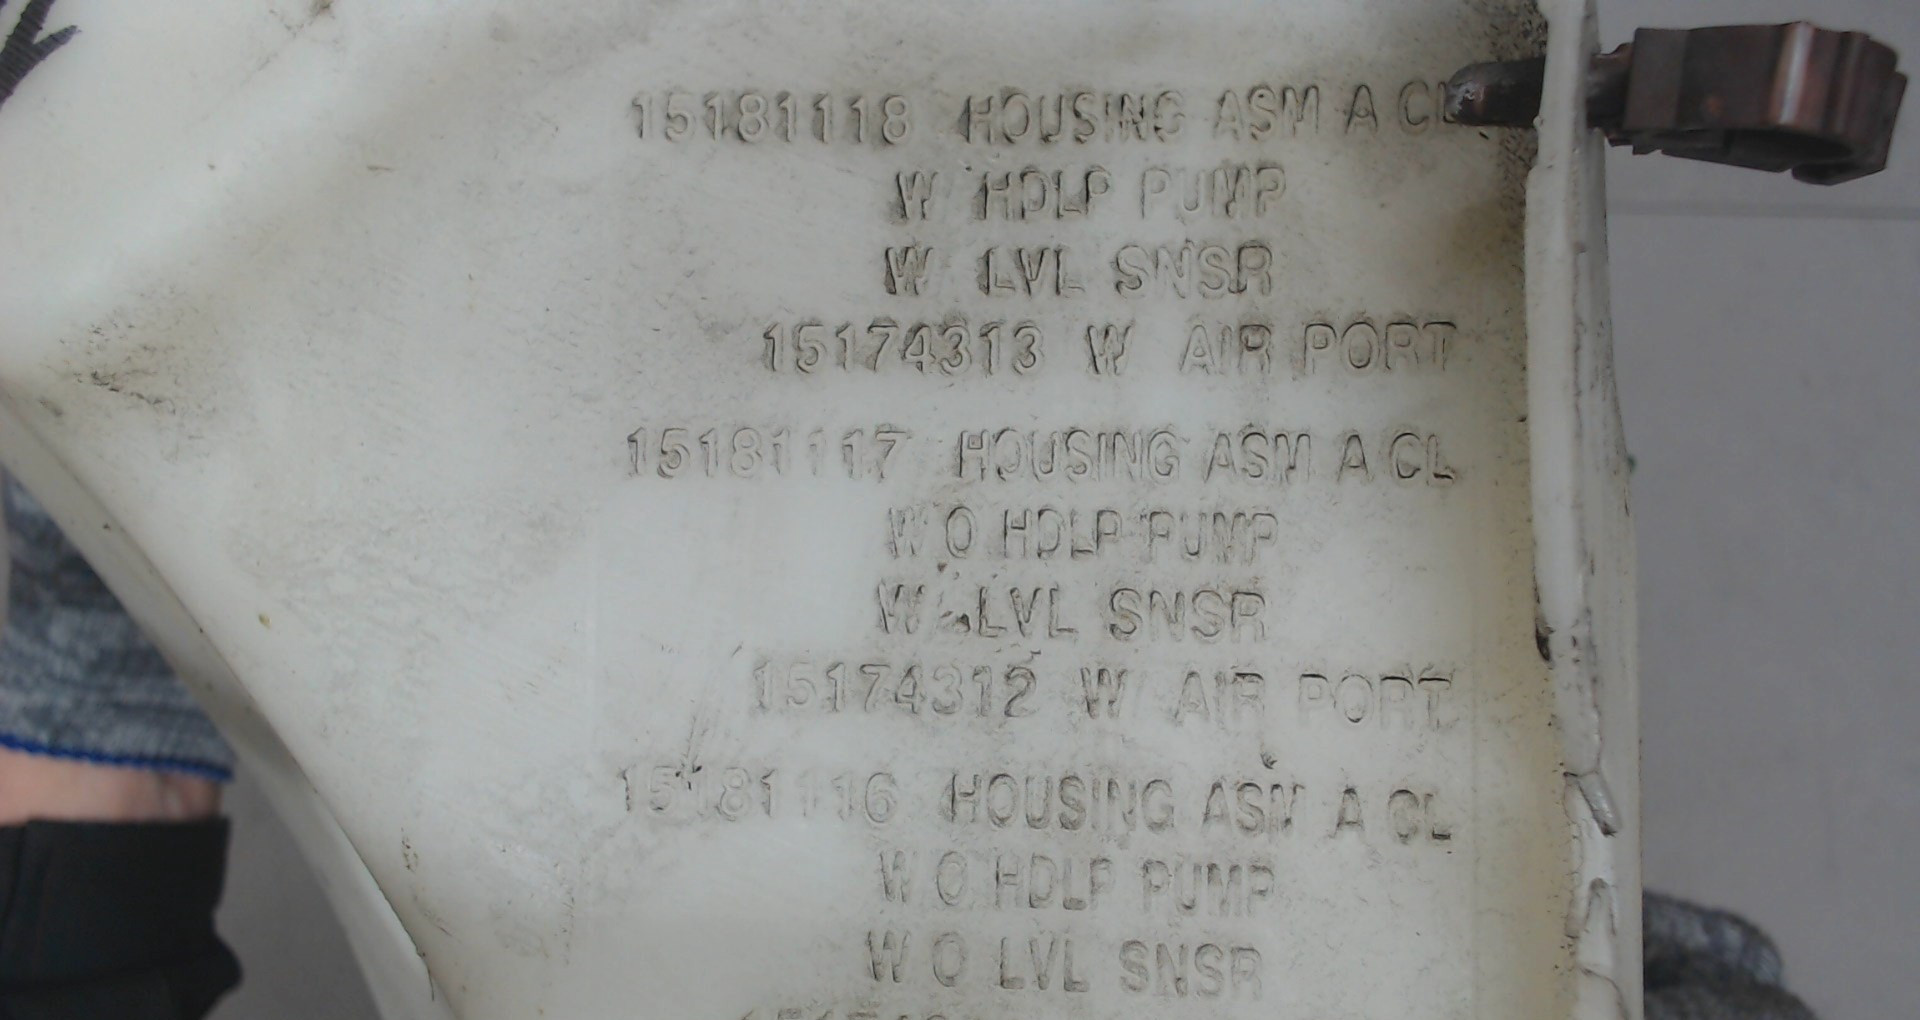 15181118 HOUSING ASM A CL
W HDLP PUMP
W LVL SNSR
15174313 W AIR PORT
15181117 HOUSING ASM A CL
W O HDLP PUMP
W LVL SNSR
15174312 W AIR PORT
15181116 HOUSING ASM A CL
W O HDLP PUMP
W O LVL SNSR